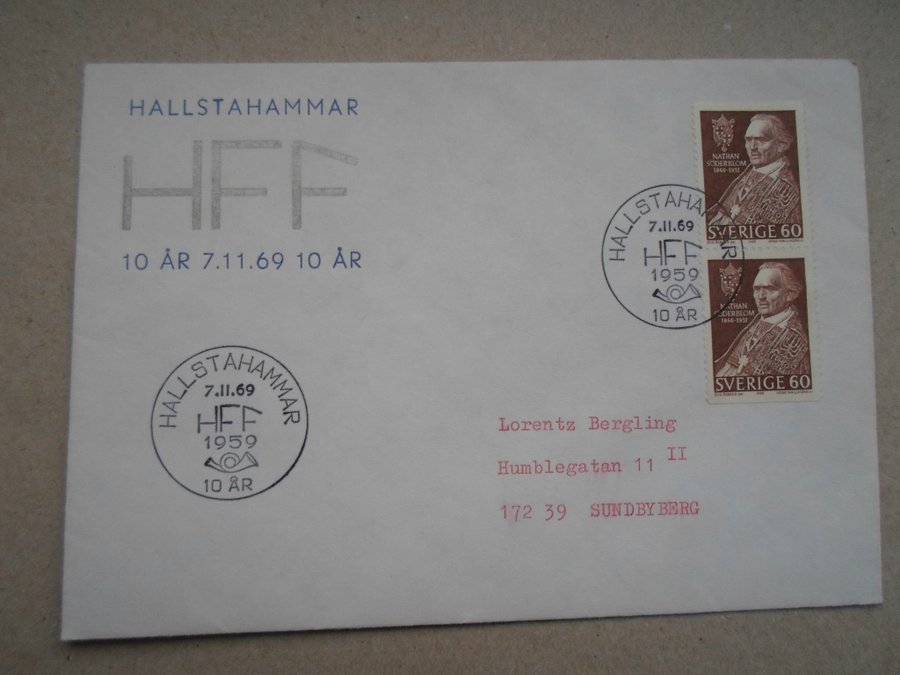 HALLSTAHAMMAR
HFF
10 ÅR 7.11.69 10 ÅR
NATHAN
SÖDERBLOM
1866-1931
SVERIGE 60
HALLSTAHAMMAR
7.11.69
HFF
1959
10 ÅR
NATHAN
SÖDERBLOM
1866-1931
SVERIGE 60
HALLSTAHAMMAR
7.11.69
HFF
1959
10 ÅR
Lorentz Bergling
Humblegatan 11 II
172 39 SUNDBYBERG